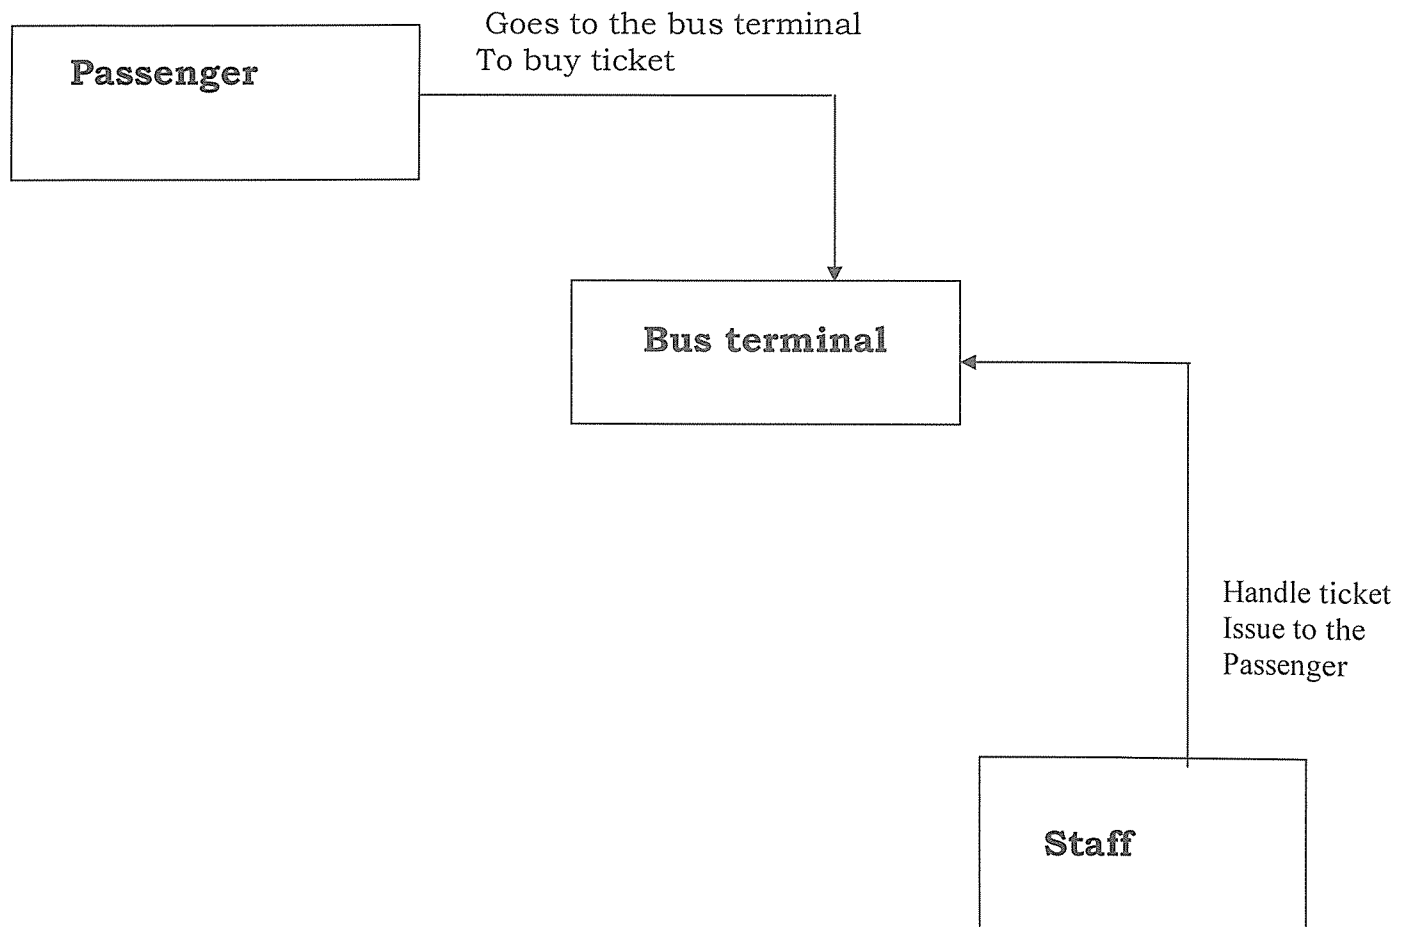 Goes to the bus terminal
To buy ticket
Passenger
Bus terminal
Handle ticket
Issue to the
Passenger
Staff